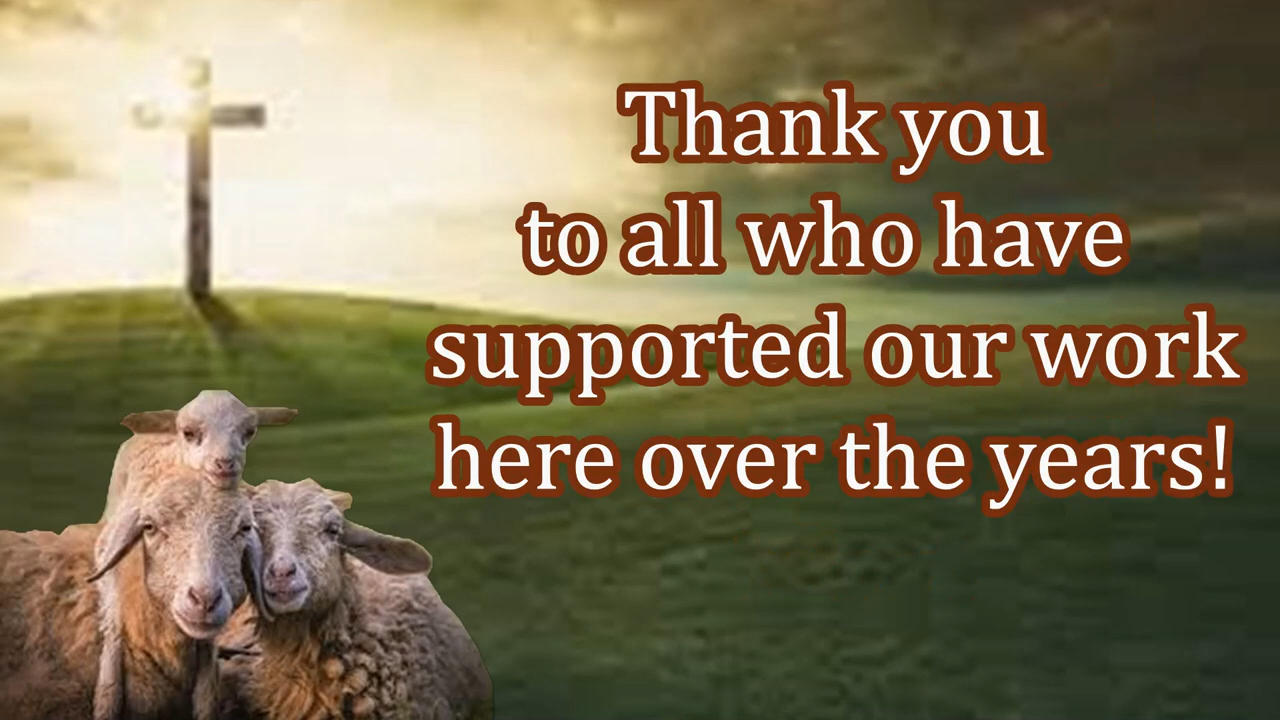 Thank you
to all who have
supported our work
here over the years!